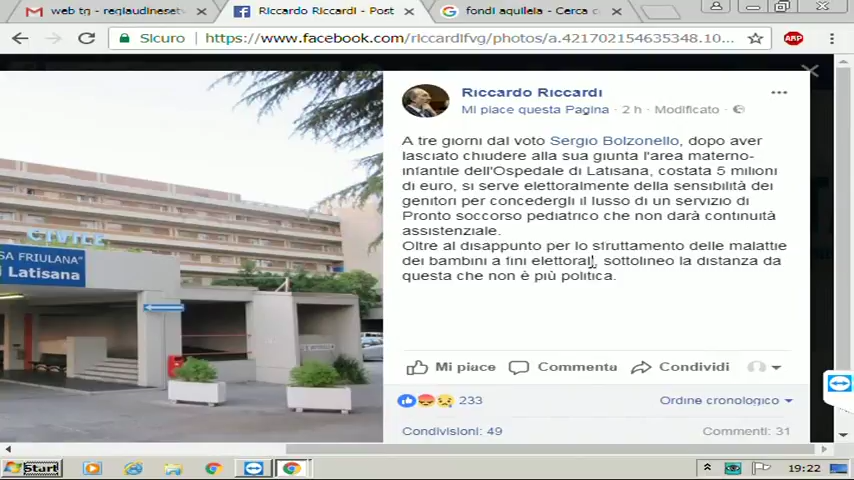 web tg - regiaudineset
Riccardo Riccardi - Post
fondi aquileia - Cerca c
Sicuro
https://www.facebook.com/riccardifvg/photos/a.421702154635348.10...
ABP
Riccardo Riccardi
Mi piace questa Pagina · 2 h · Modificato ·
A tre giorni dal voto Sergio Bolzonello, dopo aver
lasciato chiudere alla sua giunta l'area materno-
infantile dell'Ospedale di Latisana, costata 5 milioni
di euro, si serve elettoralmente della sensibilità dei
genitori per concedergli il lusso di un servizio di
Pronto soccorso pediatrico che non darà continuità
assistenziale.
Oltre al disappunto per lo sfruttamento delle malattie
dei bambini a fini elettorali, sottolineo la distanza da
questa che non è più politica.
CIVILE
SA FRIULANA"
i Latisana
Mi piace
Commenta
Condividi
233
Ordine cronologico
Condivisioni: 49
Commenti: 31
Start
19:22